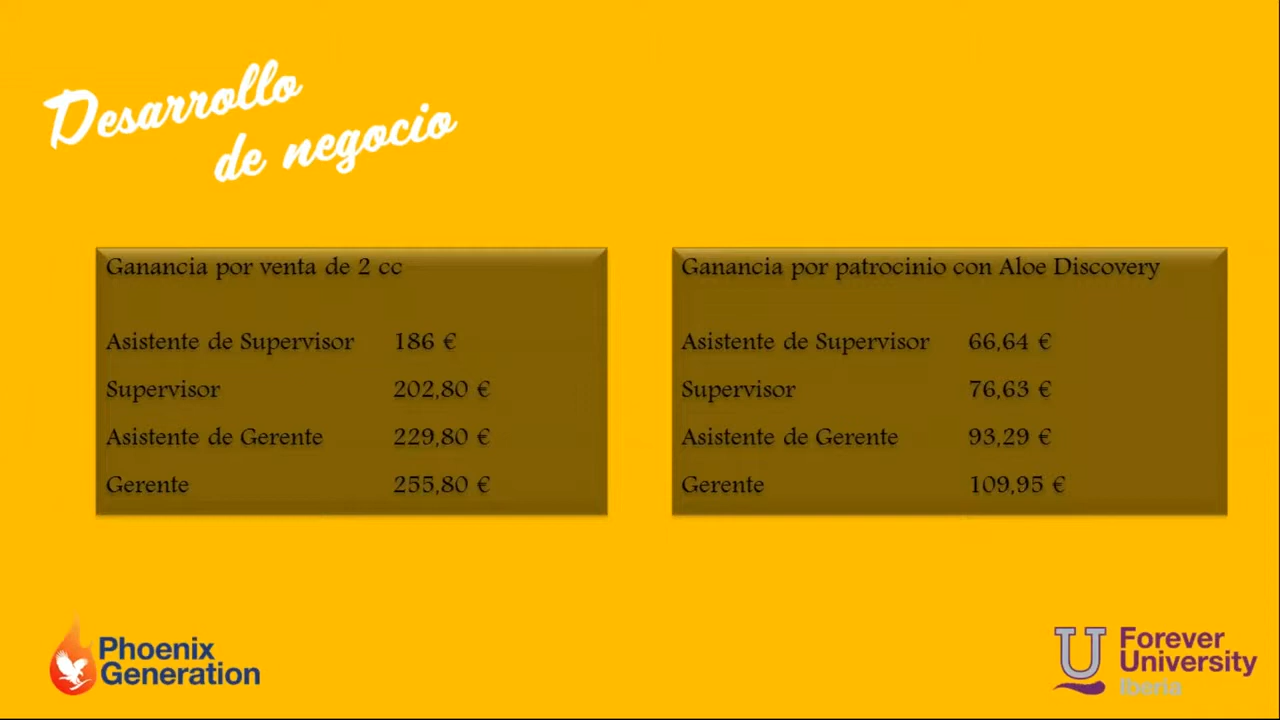 Desarrollo
de negocio
Ganancia por venta de 2 cc
Asistente de Supervisor 186 €
Supervisor 202,80 €
Asistente de Gerente 229,80 €
Gerente 255,80 €
Ganancia por patrocinio con Aloe Discovery
Asistente de Supervisor 66,64 €
Supervisor 76,63 €
Asistente de Gerente 93,29 €
Gerente 109,95 €
Phoenix
Generation
U
Forever
University
Iberia